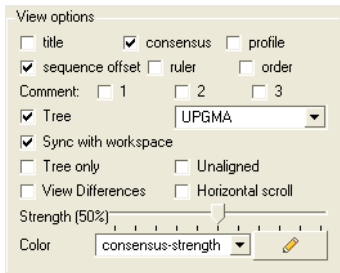 View options
title consensus profile
sequence offset ruler order
Comment: 1 2 3
Tree UPGMA
Sync with workspace
Tree only Unaligned
View Differences Horizontal scroll
Strength (50%)
Color consensus-strength